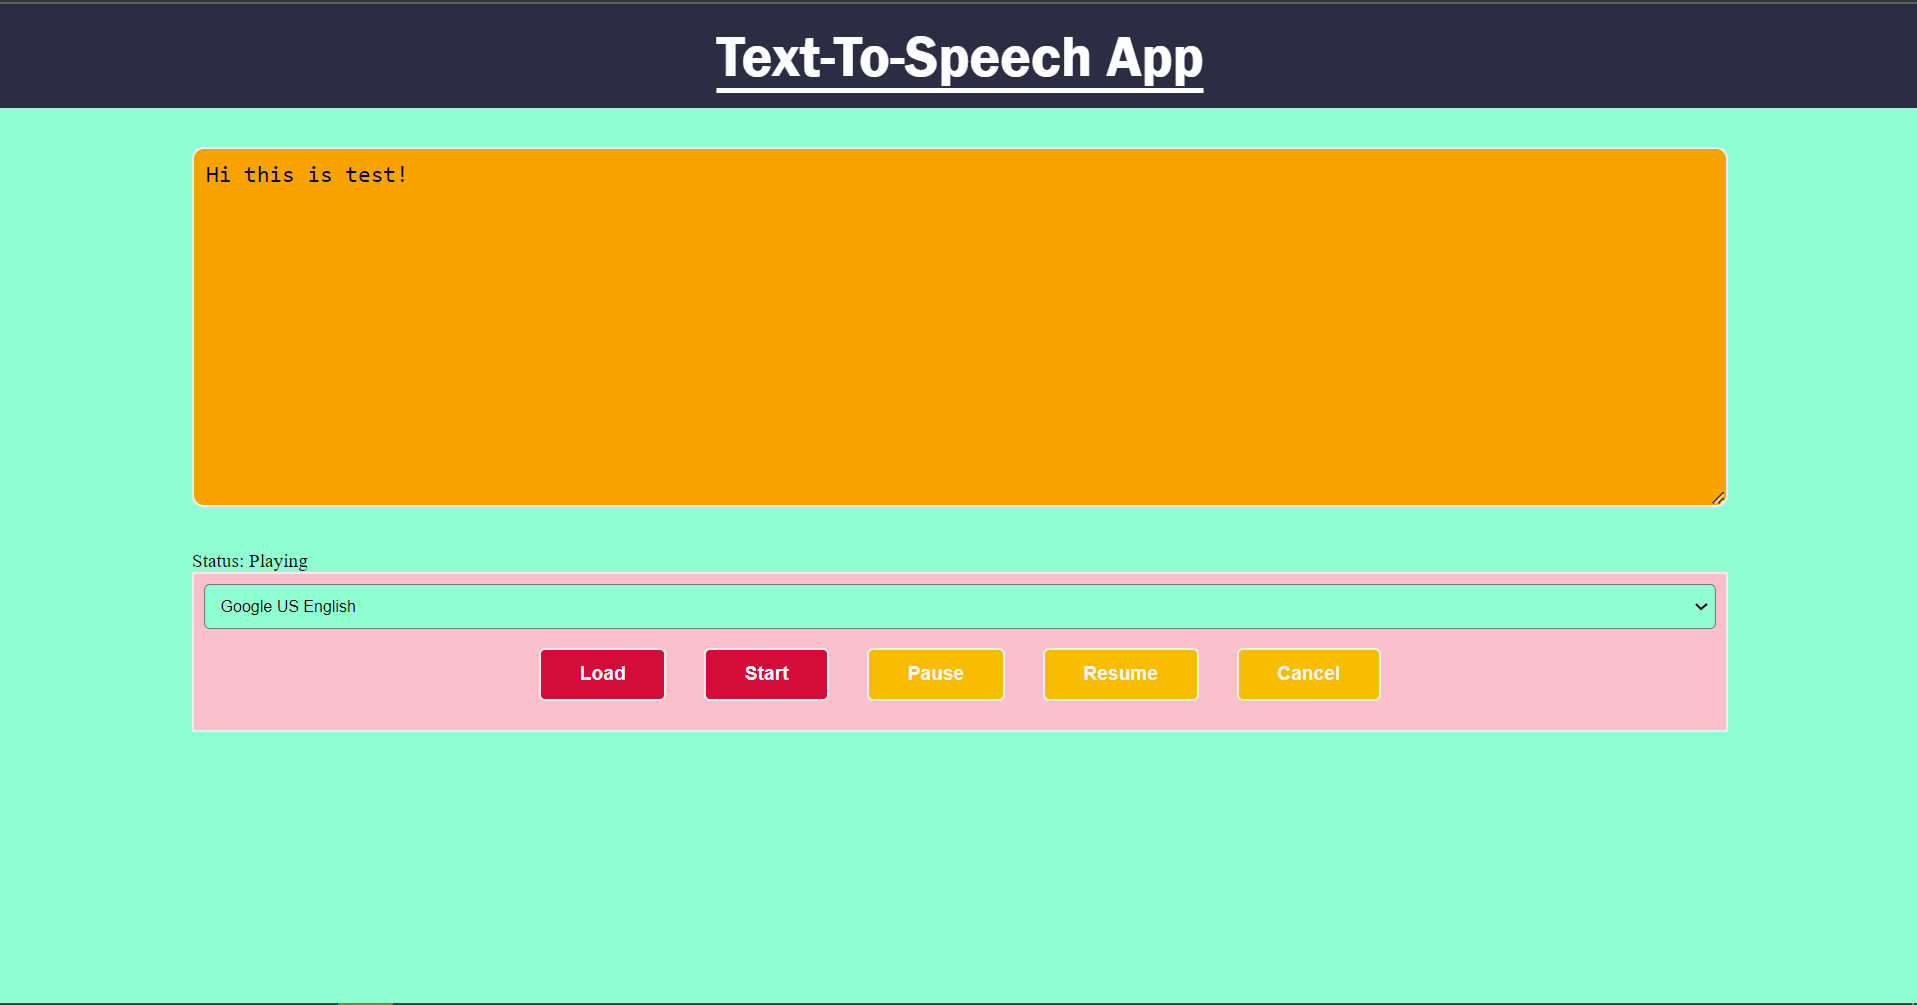 Text-To-Speech App
Hi this is test!
Status: Playing
Google US English
Load Start Pause Resume Cancel